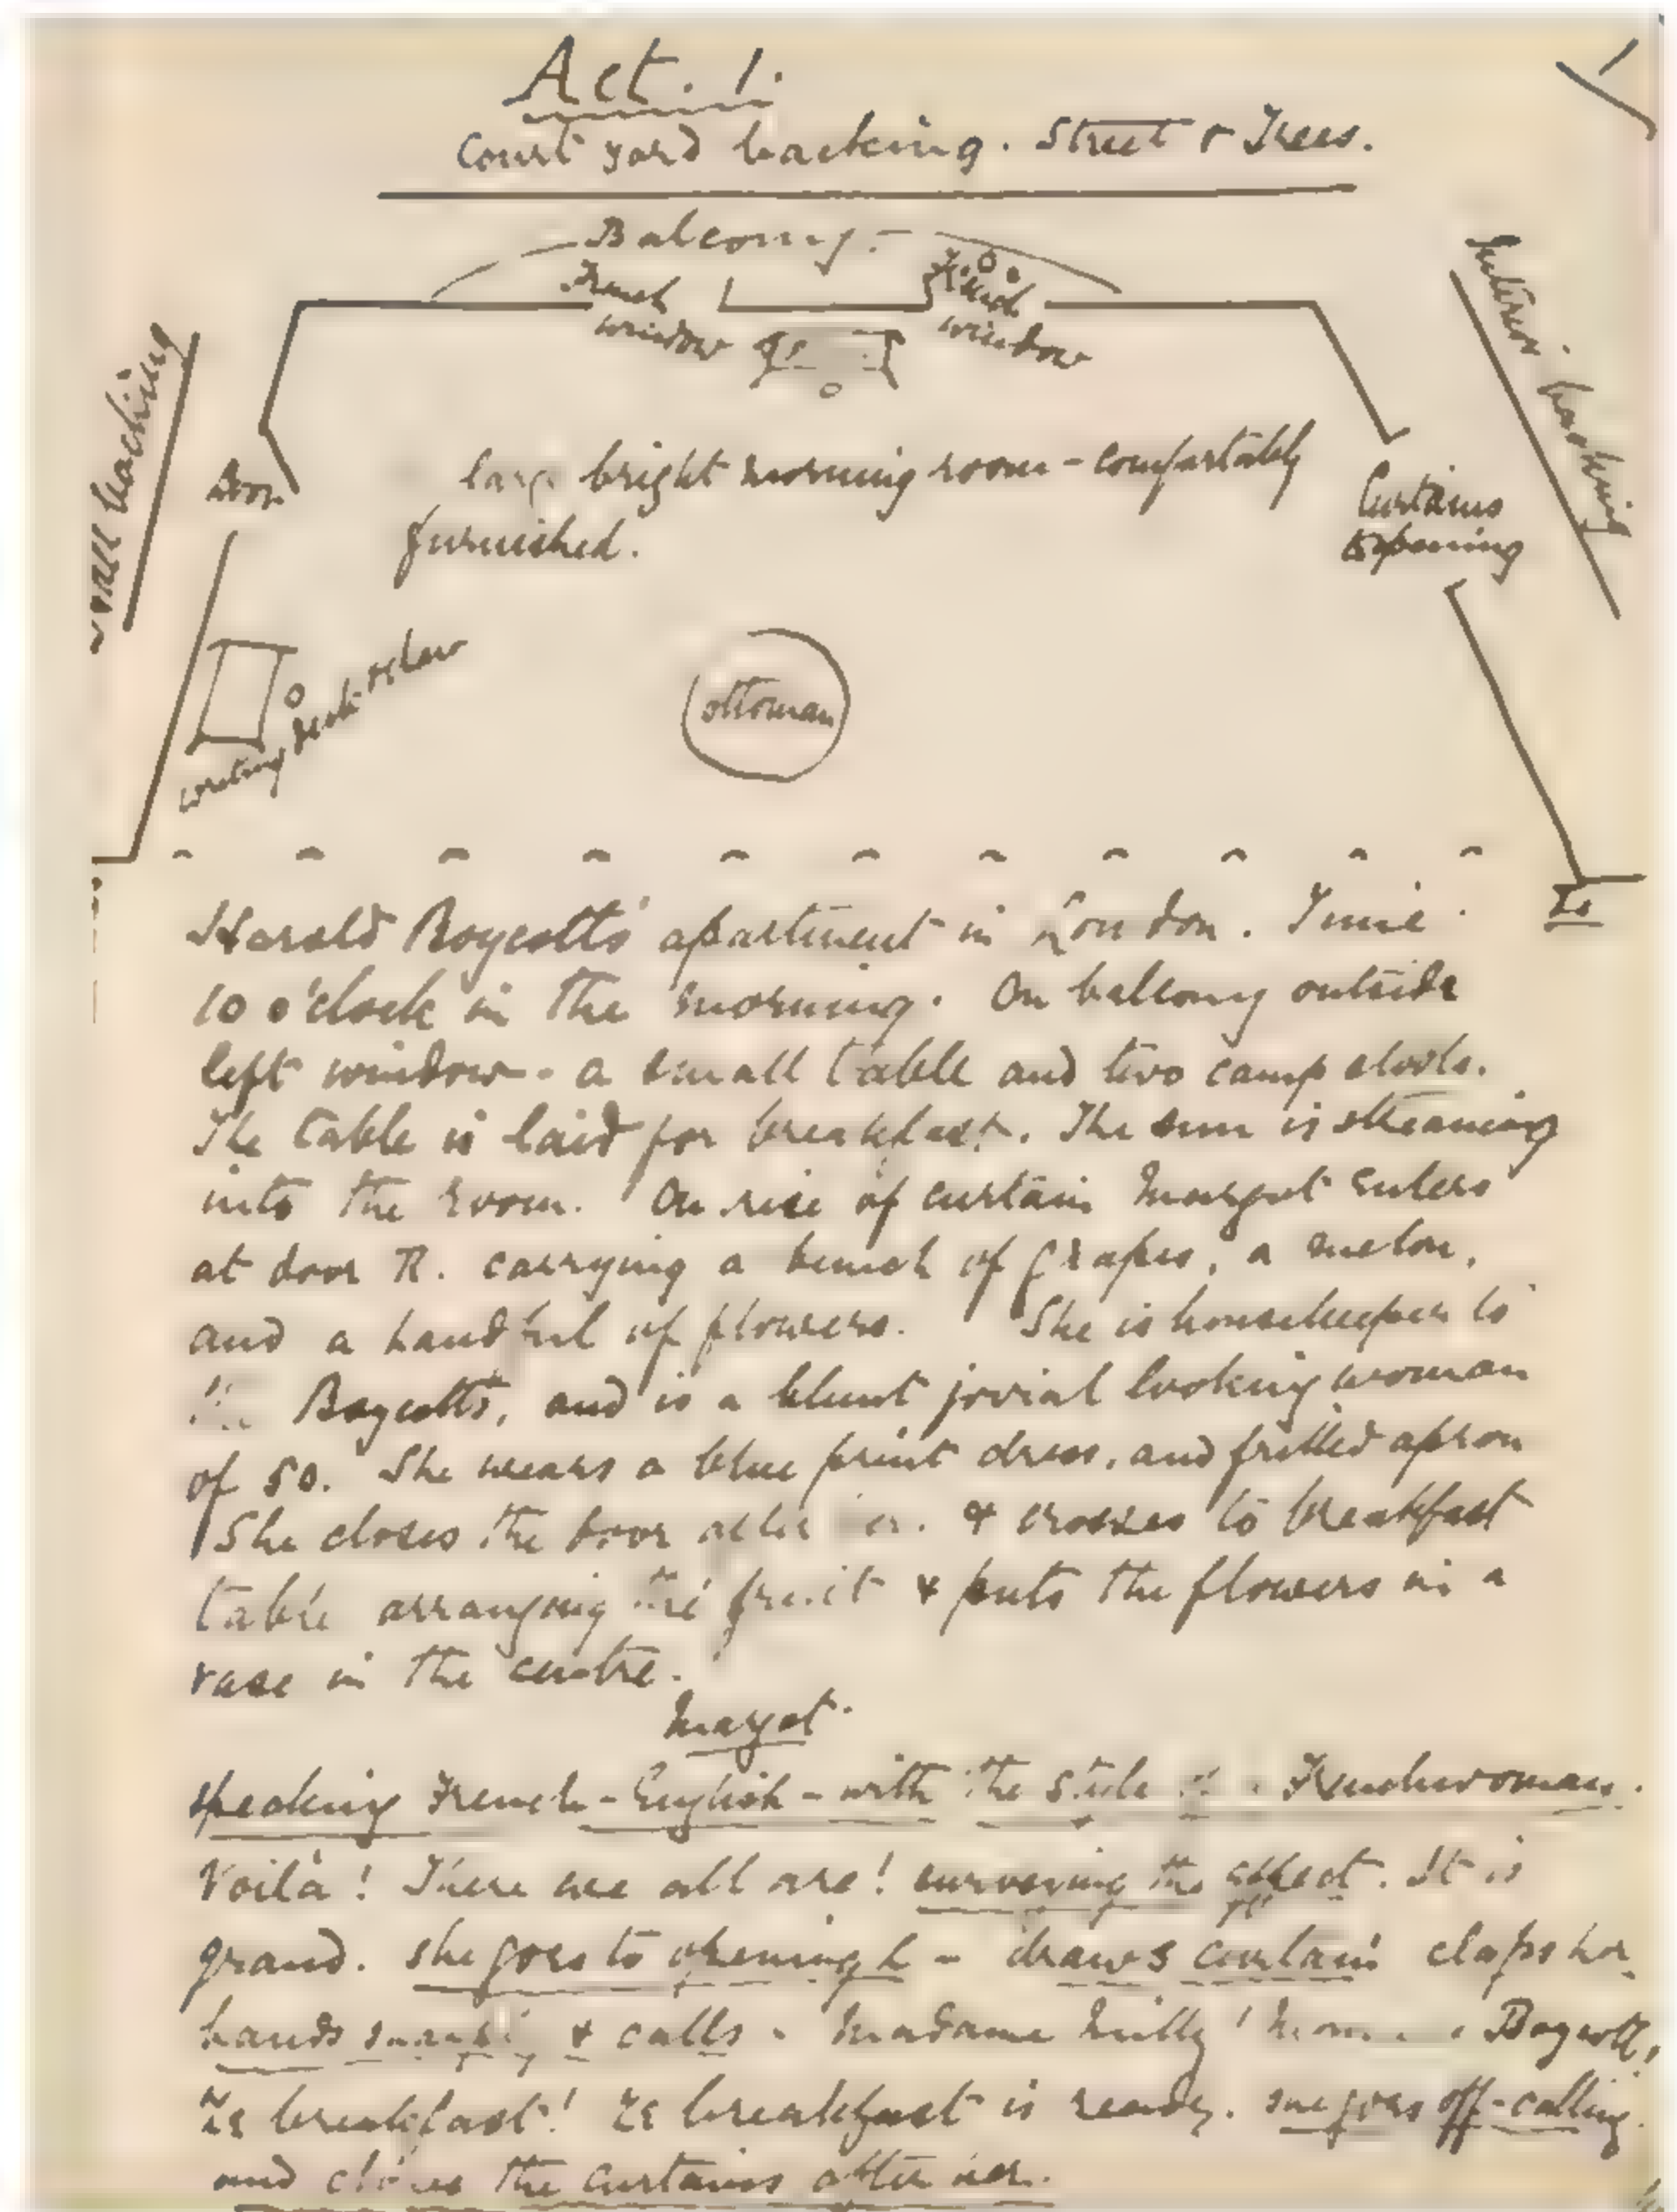 Act. 1.
1
Court yard backing. Street & Trees.
Balcony.
French window
French window
Wall backing
Interior backing
Door
large bright morning room - comfortably
furnished.
Curtains
opening
writing desk &
ottoman
Harold Boycott's apartment in London. Time
10 o'clock in the morning. On balcony outside
left window - a small table and two camp stools.
The table is laid for breakfast. The sun is streaming
into the room. On rise of curtain Margot enters
at door R. carrying a bunch of grapes, a melon,
and a handful of flowers. She is housekeeper to
Boycotts, and is a blunt jovial looking woman
of 50. She wears a blue print dress, and frilled apron
She closes the door after her. & crosses to breakfast
table arranging the fruit & puts the flowers in a
vase in the centre.
Margot.
speaking French-English - with the style Frenchwoman.
Voilà! There we all are! surveying the effect. It is
grand. she goes to opening L - draws curtain claps her
hands & calls - Madame Milly! Boycott,
Ze breakfast! Ze breakfast is ready. she goes off - calling.
and closes the curtains after her.